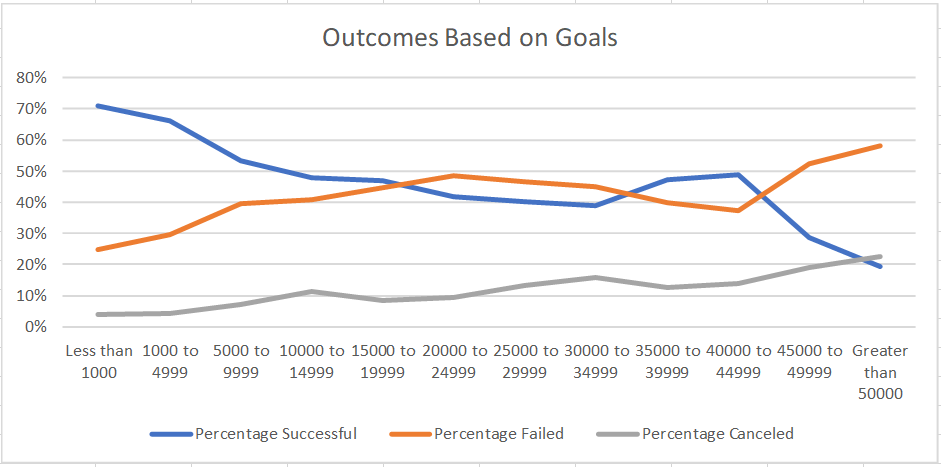 Outcomes Based on Goals
80%
70%
60%
50%
40%
30%
20%
10%
0%
Less than 1000 to 5000 to 10000 to 15000 to 20000 to 25000 to 30000 to 35000 to 40000 to 45000 to Greater
1000 4999 9999 14999 19999 24999 29999 34999 39999 44999 49999 than
50000
Percentage Successful Percentage Failed Percentage Canceled